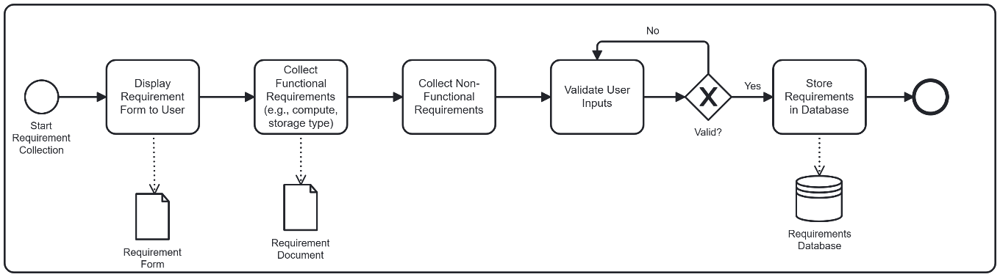 No
Display
Requirement
Form to User
Collect
Functional
Requirements
(e.g., compute,
storage type)
Collect Non-
Functional
Requirements
Validate User
Inputs
X
Yes
Store
Requirements
in Database
Start
Requirement
Collection
Valid?
Requirement
Form
Requirement
Document
Requirements
Database